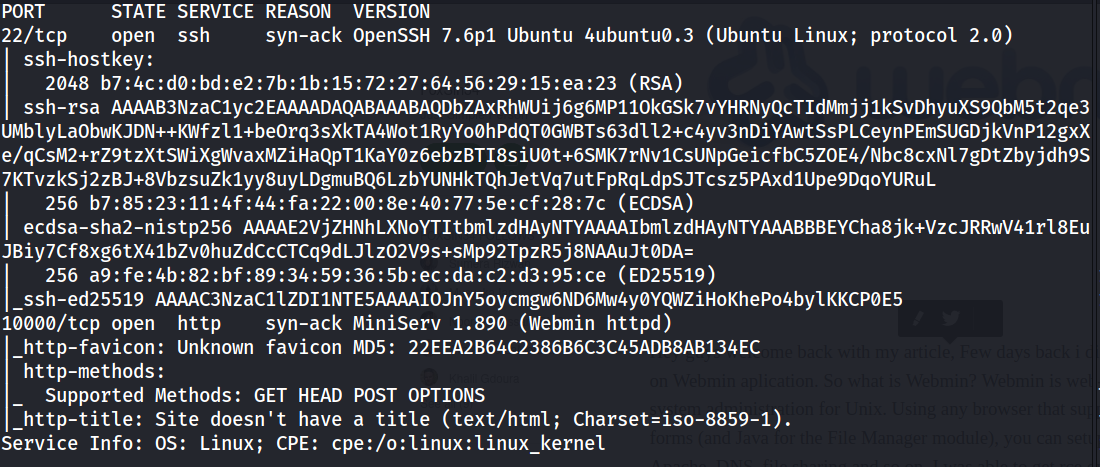 PORT      STATE SERVICE REASON  VERSION
22/tcp    open  ssh     syn-ack OpenSSH 7.6p1 Ubuntu 4ubuntu0.3 (Ubuntu Linux; protocol 2.0)
| ssh-hostkey:
|   2048 b7:4c:d0:bd:e2:7b:1b:15:72:27:64:56:29:15:ea:23 (RSA)
| ssh-rsa AAAAB3NzaC1yc2EAAAADAQABAAABAQDbZAxRhWUij6g6MP11OkGSk7vYHRNyQcTIdMmjj1kSvDhyuXS9QbM5t2qe3
UMblyLaObwKJDN++KWfzl1+beOrq3sXkTA4Wot1RyYo0hPdQT0GWBTs63dll2+c4yv3nDiYAwtSsPLCeynPEmSUGDjkVnP12gxX
e/qCsM2+rZ9tzXtSWiXgWvaxMZiHaQpT1KaY0z6ebzBTI8siU0t+6SMK7rNv1CsUNpGeicfbC5ZOE4/Nbc8cxNl7gDtZbyjdh9S
7KTvzkSj2zBJ+8VbzsuZk1yy8uyLDgmuBQ6LzbYUNHkTQhJetVq7utFpRqLdpSJTcsz5PAxd1Upe9DqoYURuL
|   256 b7:85:23:11:4f:44:fa:22:00:8e:40:77:5e:cf:28:7c (ECDSA)
| ecdsa-sha2-nistp256 AAAAE2VjZHNhLXNoYTItbmlzdHAyNTYAAAAIbmlzdHAyNTYAAABBBEYCha8jk+VzcJRRwV41rl8Eu
JBiy7Cf8xg6tX41bZv0huZdCcCTCq9dLJlzO2V9s+sMp92TpzR5j8NAAuJt0DA=
|   256 a9:fe:4b:82:bf:89:34:59:36:5b:ec:da:c2:d3:95:ce (ED25519)
|_ssh-ed25519 AAAAC3NzaC1lZDI1NTE5AAAAIOJnY5oycmgw6ND6Mw4y0YQWZiHoKhePo4bylKKCP0E5
10000/tcp open  http    syn-ack MiniServ 1.890 (Webmin httpd)
|_http-favicon: Unknown favicon MD5: 22EEA2B64C2386B6C3C45ADB8AB134EC
| http-methods:
|_  Supported Methods: GET HEAD POST OPTIONS
|_http-title: Site doesn't have a title (text/html; Charset=iso-8859-1).
Service Info: OS: Linux; CPE: cpe:/o:linux:linux_kernel